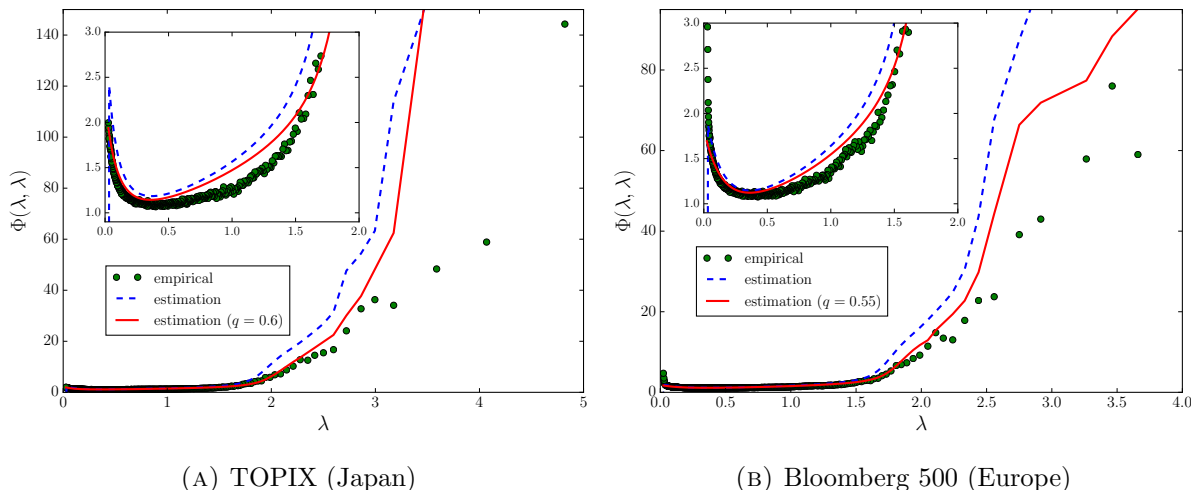 140
120
100
80
60
40
20
0
0 1 2 3 4 5
Φ(λ, λ)
λ
3.0
2.5
2.0
1.5
1.0
0.0 0.5 1.0 1.5 2.0
empirical
estimation
estimation (q = 0.6)
(A) TOPIX (Japan)
80
60
40
20
0
0.0 0.5 1.0 1.5 2.0 2.5 3.0 3.5 4.0
Φ(λ, λ)
λ
3.0
2.5
2.0
1.5
1.0
0.0 0.5 1.0 1.5 2.0
empirical
estimation
estimation (q = 0.55)
(B) Bloomberg 500 (Europe)